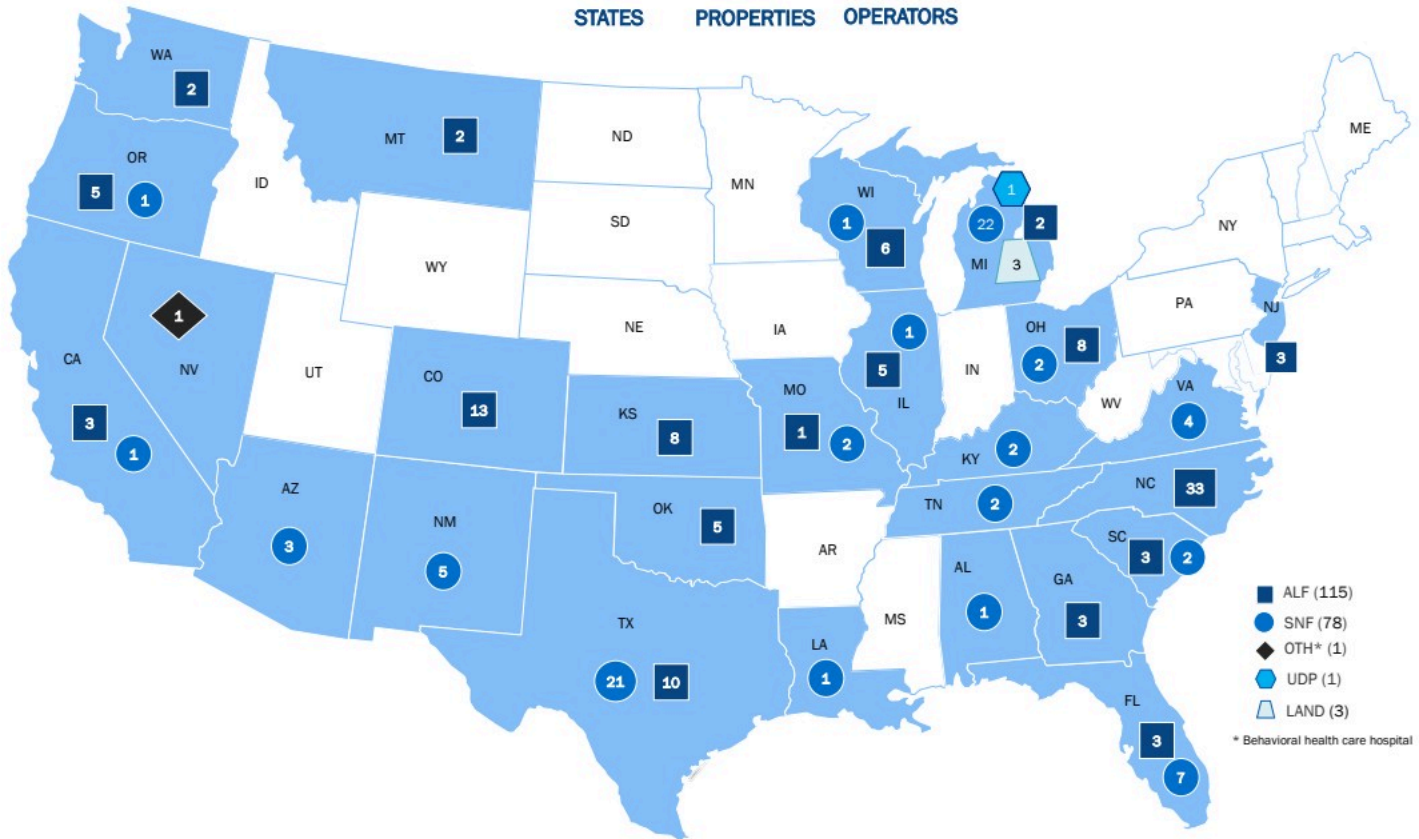 STATES PROPERTIES OPERATORS
WA
2
MT
2
ND
MN
ME
OR
5
1
ID
SD
WI
1
6
1
22
2
MI
3
NY
WY
1
NV
NE
IA
PA
NJ
3
CA
3
1
UT
CO
13
KS
8
MO
1
2
1
5
IL
IN
OH
8
2
WV
VA
4
KY
2
AZ
3
NM
5
OK
5
AR
TN
2
NC
33
SC
3
2
TX
21
10
LA
1
MS
AL
1
GA
3
FL
3
7
ALF (115)
SNF (78)
OTH* (1)
UDP (1)
LAND (3)
* Behavioral health care hospital